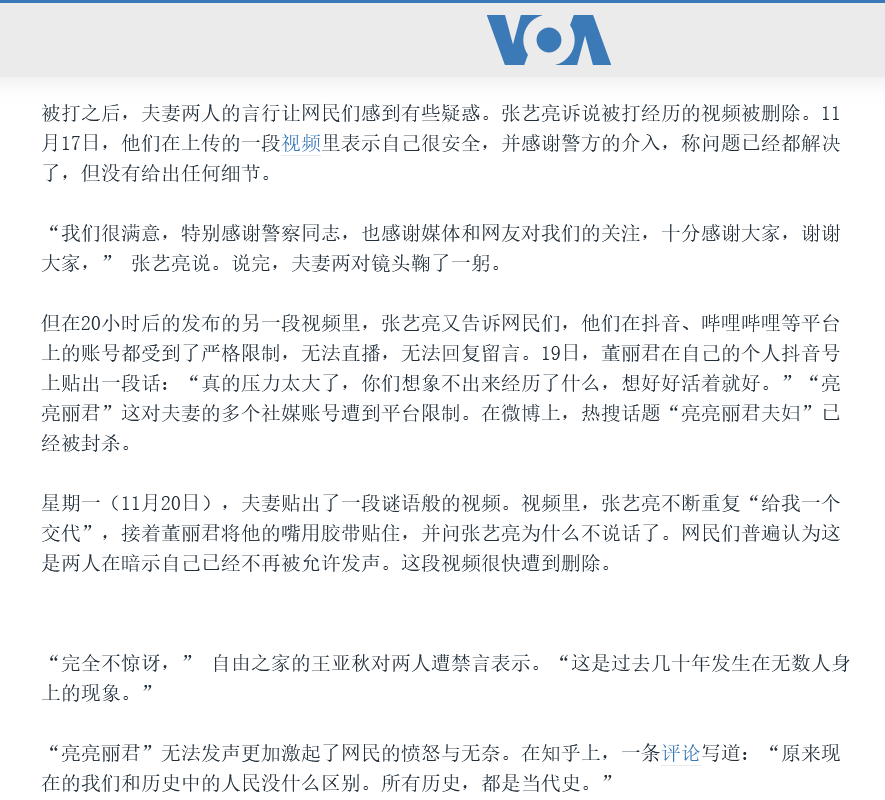 VOA
被打之后，夫妻两人的言行让网民们感到有些疑惑。张艺亮诉说被打经历的视频被删除。11
月17日，他们在上传的一段视频里表示自己很安全，并感谢警方的介入，称问题已经都解决
了，但没有给出任何细节。
“我们很满意，特别感谢警察同志，也感谢媒体和网友对我们的关注，十分感谢大家，谢谢
大家，” 张艺亮说。说完，夫妻两对镜头鞠了一躬。
但在20小时后的发布的另一段视频里，张艺亮又告诉网民们，他们在抖音、哔哩哔哩等平台
上的账号都受到了严格限制，无法直播，无法回复留言。19日，董丽君在自己的个人抖音号
上贴出一段话：“真的压力太大了，你们想象不出来经历了什么，想好好活着就好。”“亮
亮丽君”这对夫妻的多个社媒账号遭到平台限制。在微博上，热搜话题“亮亮丽君夫妇”已
经被封杀。
星期一（11月20日），夫妻贴出了一段谜语般的视频。视频里，张艺亮不断重复“给我一个
交代”，接着董丽君将他的嘴用胶带贴住，并问张艺亮为什么不说话了。网民们普遍认为这
是两人在暗示自己已经不再被允许发声。这段视频很快遭到删除。
“完全不惊讶，” 自由之家的王亚秋对两人遭禁言表示。“这是过去几十年发生在无数人身
上的现象。”
“亮亮丽君”无法发声更加激起了网民的愤怒与无奈。在知乎上，一条评论写道：“原来现
在的我们和历史中的人民没什么区别。所有历史，都是当代史。”